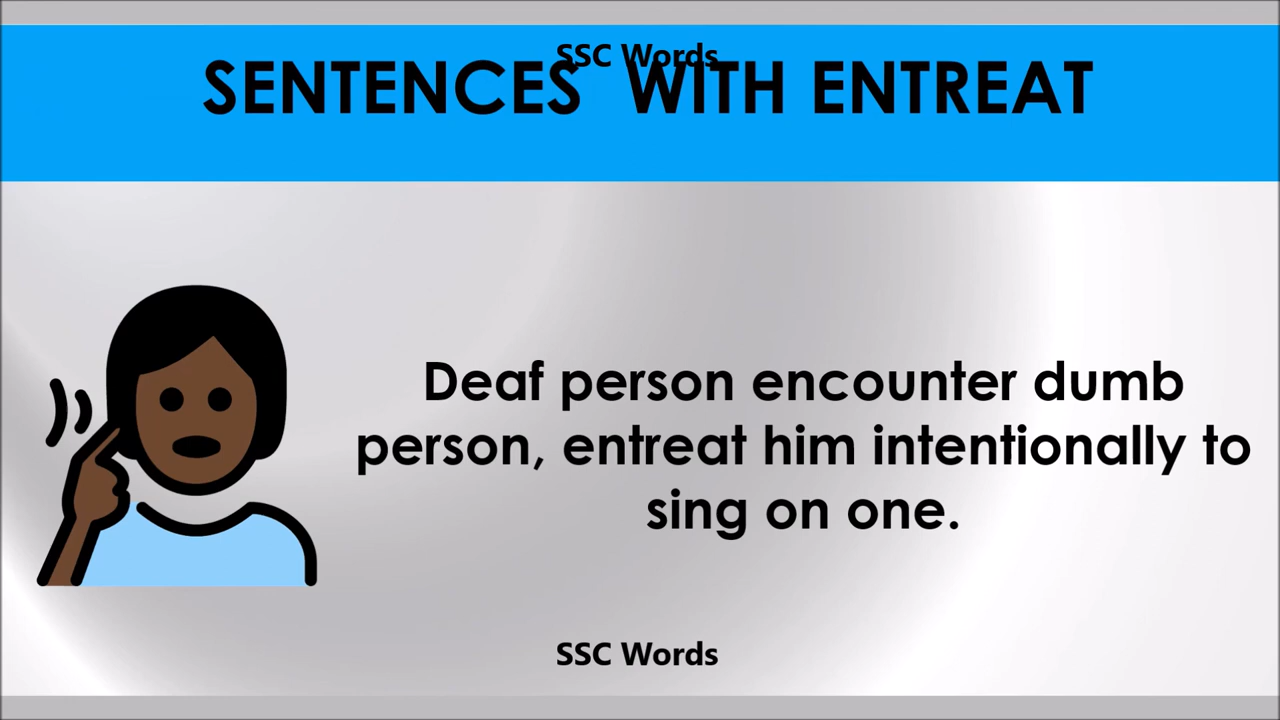 SSC Words
SENTENCES WITH ENTREAT
Deaf person encounter dumb
person, entreat him intentionally to
sing on one.
SSC Words